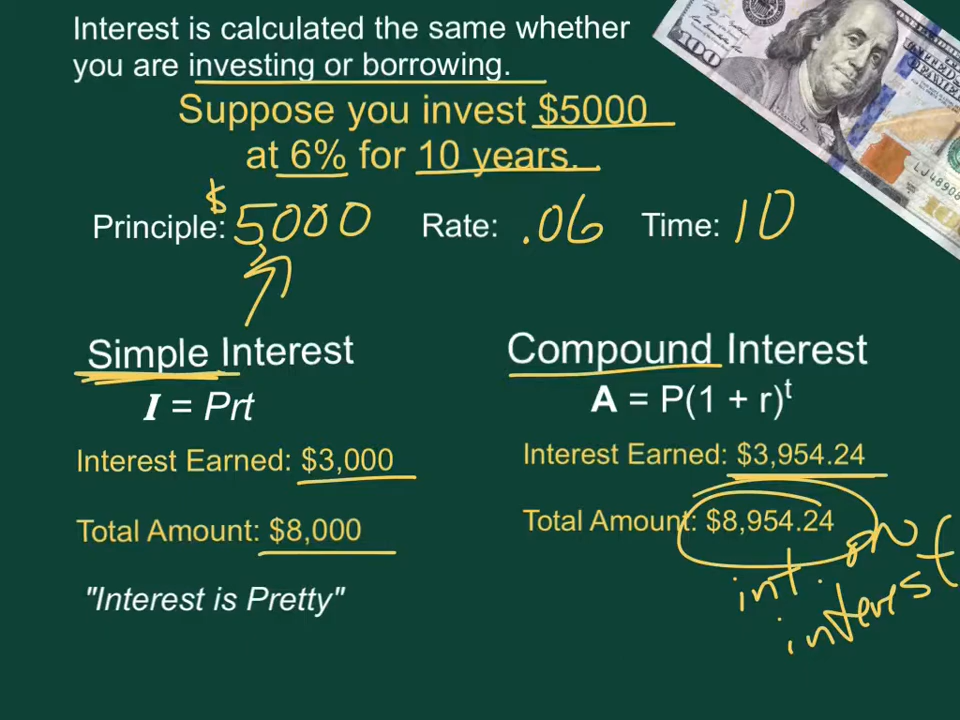 Interest is calculated the same whether
you are investing or borrowing.
Suppose you invest $5000
at 6% for 10 years.
Principle: $5000 Rate: .06 Time: 10
Simple Interest
I = Prt
Interest Earned: $3,000
Total Amount: $8,000
"Interest is Pretty"
Compound Interest
A = P(1 + r)^t
Interest Earned: $3,954.24
Total Amount: $8,954.24
int. on
interest
100